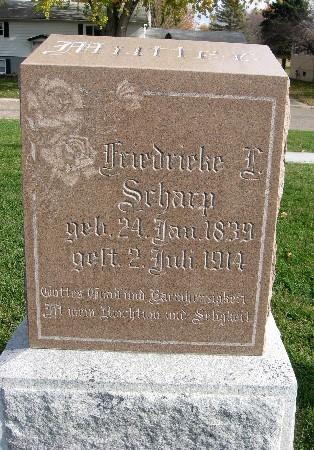 Mutter
Friedrieke L
Scharp
geb. 24. Jan. 1839
gest. 2. Juli 1914
Gottes Gnad und Barmherzigkeit
Ist mein Reichtum und Seligkeit